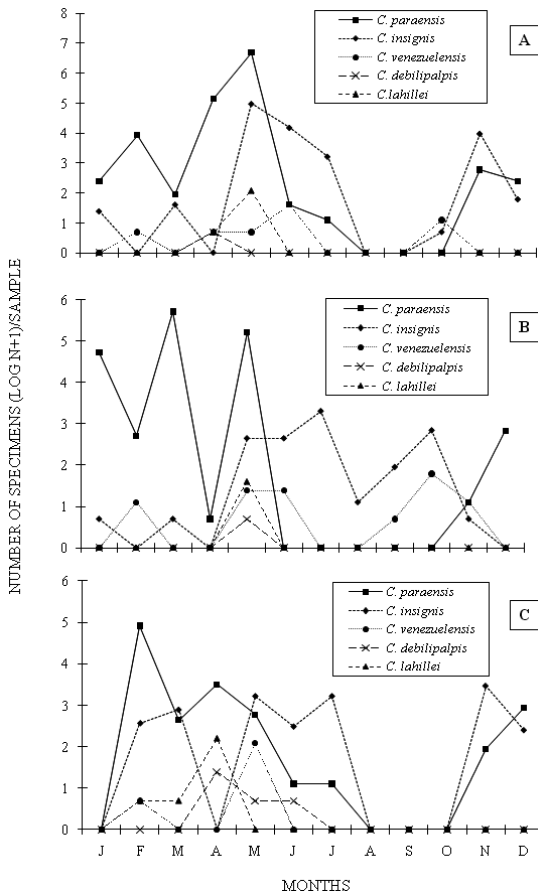 NUMBER OF SPECIMENS (LOG N+1)/SAMPLE
8
7
6
5
4
3
2
1
0
C. paraensis
C. insignis
C. venezuelensis
C. debilipalpis
C.lahillei
A
6
5
4
3
2
1
0
C. paraensis
C. insignis
C. venezuelensis
C. debilipalpis
C. lahillei
B
6
5
4
3
2
1
0
C. paraensis
C. insignis
C. venezuelensis
C. debilipalpis
C. lahillei
C
J F M A M J J A S O N D
MONTHS